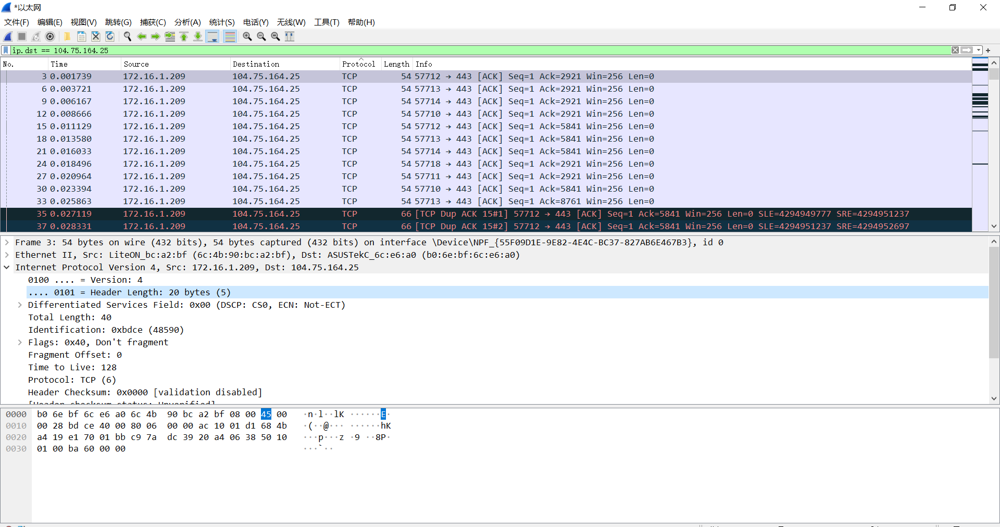 *以太网
文件(F) 编辑(E) 视图(V) 跳转(G) 捕获(C) 分析(A) 统计(S) 电话(Y) 无线(W) 工具(T) 帮助(H)
ip.dst == 104.75.164.25
No. Time Source Destination Protocol Length Info
3 0.001739 172.16.1.209 104.75.164.25 TCP 54 57712 → 443 [ACK] Seq=1 Ack=2921 Win=256 Len=0
6 0.003721 172.16.1.209 104.75.164.25 TCP 54 57713 → 443 [ACK] Seq=1 Ack=2921 Win=256 Len=0
9 0.006167 172.16.1.209 104.75.164.25 TCP 54 57714 → 443 [ACK] Seq=1 Ack=2921 Win=256 Len=0
12 0.008666 172.16.1.209 104.75.164.25 TCP 54 57710 → 443 [ACK] Seq=1 Ack=2921 Win=256 Len=0
15 0.011129 172.16.1.209 104.75.164.25 TCP 54 57712 → 443 [ACK] Seq=1 Ack=5841 Win=256 Len=0
18 0.013580 172.16.1.209 104.75.164.25 TCP 54 57713 → 443 [ACK] Seq=1 Ack=5841 Win=256 Len=0
21 0.016033 172.16.1.209 104.75.164.25 TCP 54 57714 → 443 [ACK] Seq=1 Ack=5841 Win=256 Len=0
24 0.018496 172.16.1.209 104.75.164.25 TCP 54 57718 → 443 [ACK] Seq=1 Ack=2921 Win=256 Len=0
27 0.020964 172.16.1.209 104.75.164.25 TCP 54 57711 → 443 [ACK] Seq=1 Ack=2921 Win=256 Len=0
30 0.023394 172.16.1.209 104.75.164.25 TCP 54 57710 → 443 [ACK] Seq=1 Ack=5841 Win=256 Len=0
33 0.025863 172.16.1.209 104.75.164.25 TCP 54 57713 → 443 [ACK] Seq=1 Ack=8761 Win=256 Len=0
35 0.027119 172.16.1.209 104.75.164.25 TCP 66 [TCP Dup ACK 15#1] 57712 → 443 [ACK] Seq=1 Ack=5841 Win=256 Len=0 SLE=4294949777 SRE=4294951237
37 0.028331 172.16.1.209 104.75.164.25 TCP 66 [TCP Dup ACK 15#2] 57712 → 443 [ACK] Seq=1 Ack=5841 Win=256 Len=0 SLE=4294951237 SRE=4294952697
Frame 3: 54 bytes on wire (432 bits), 54 bytes captured (432 bits) on interface \Device\NPF_{55F09D1E-9E82-4E4C-BC37-827AB6E467B3}, id 0
Ethernet II, Src: LiteON_bc:a2:bf (6c:4b:90:bc:a2:bf), Dst: ASUSTekC_6c:e6:a0 (b0:6e:bf:6c:e6:a0)
Internet Protocol Version 4, Src: 172.16.1.209, Dst: 104.75.164.25
0100 .... = Version: 4
.... 0101 = Header Length: 20 bytes (5)
Differentiated Services Field: 0x00 (DSCP: CS0, ECN: Not-ECT)
Total Length: 40
Identification: 0xbdce (48590)
Flags: 0x40, Don't fragment
Fragment Offset: 0
Time to Live: 128
Protocol: TCP (6)
Header Checksum: 0x0000 [validation disabled]
[Header checksum status: Unverified]
0000 b0 6e bf 6c e6 a0 6c 4b 90 bc a2 bf 08 00 45 00 ·n·l··lK ······E·
0010 00 28 bd ce 40 00 80 06 00 00 ac 10 01 d1 68 4b ·(··@··· ······hK
0020 a4 19 e1 70 01 bb c9 7a dc 39 20 a4 06 38 50 10 ···p···z ·9 ··8P·
0030 01 00 ba 60 00 00 ···`··